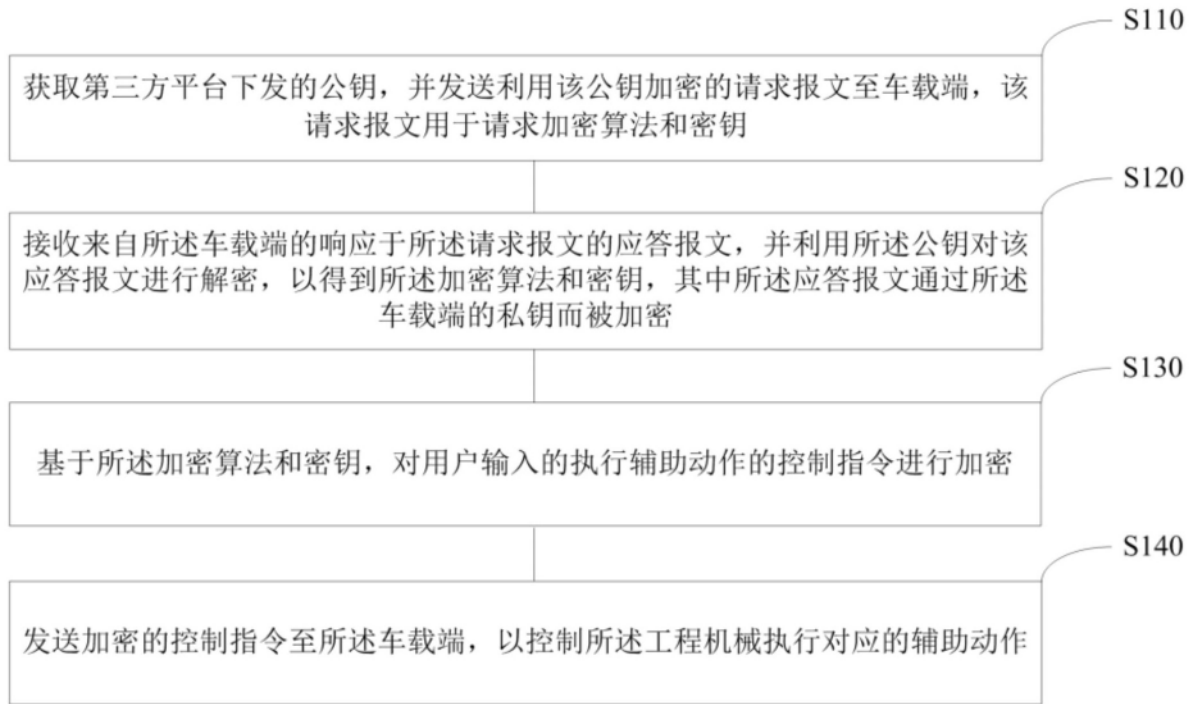 S110
获取第三方平台下发的公钥，并发送利用该公钥加密的请求报文至车载端，该
请求报文用于请求加密算法和密钥
S120
接收来自所述车载端的响应于所述请求报文的应答报文，并利用所述公钥对该
应答报文进行解密，以得到所述加密算法和密钥，其中所述应答报文通过所述
车载端的私钥而被加密
S130
基于所述加密算法和密钥，对用户输入的执行辅助动作的控制指令进行加密
S140
发送加密的控制指令至所述车载端，以控制所述工程机械执行对应的辅助动作